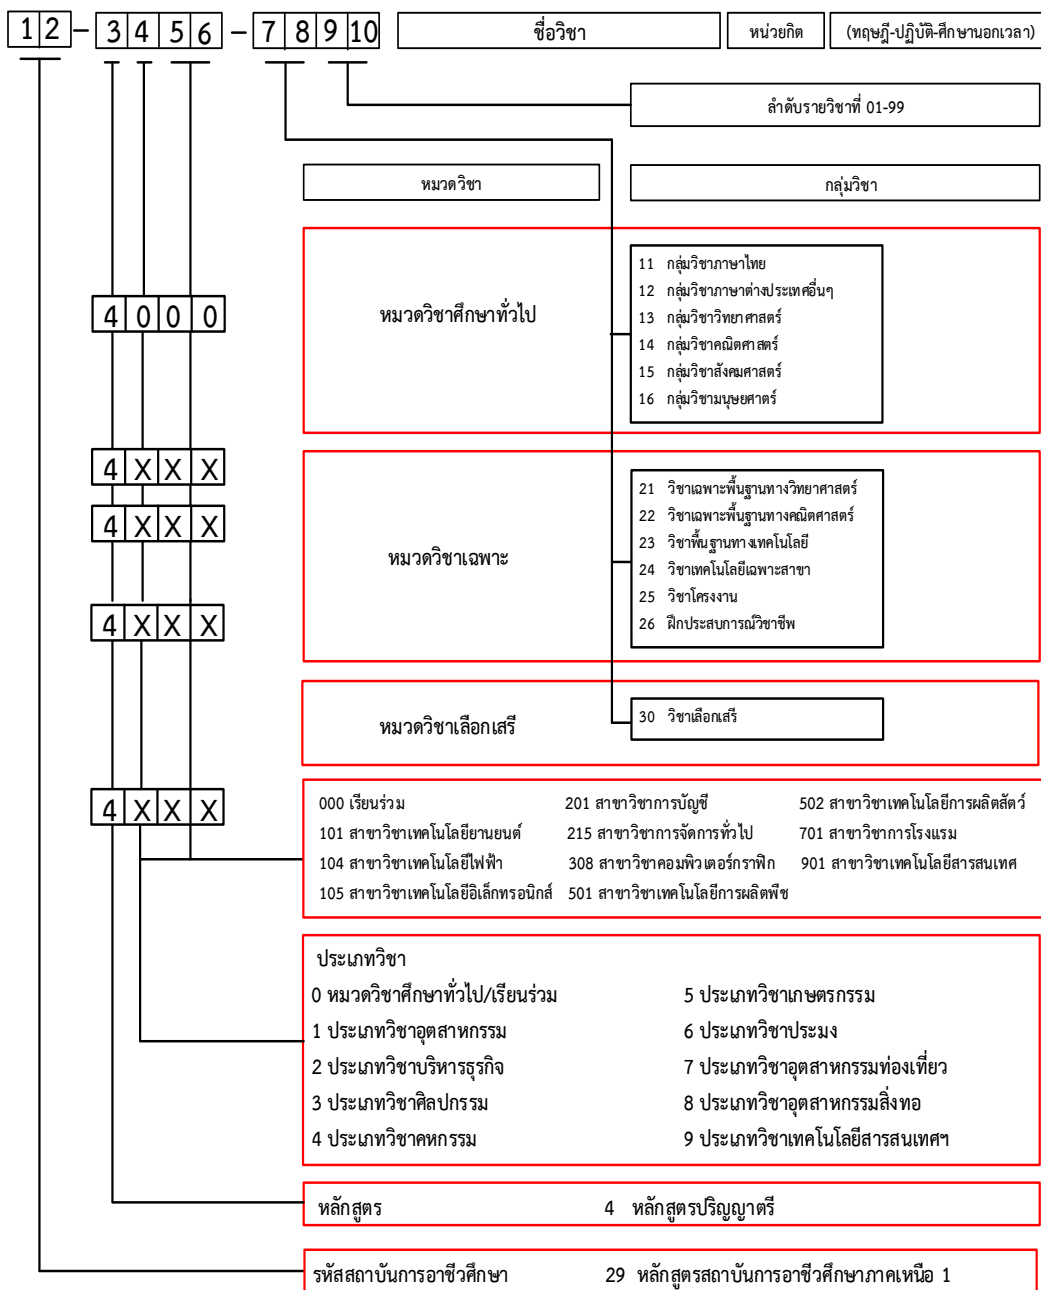 12-3456-78910 ชื่อวิชา หน่วยกิต (ทฤษฎี-ปฏิบัติ-ศึกษานอกเวลา)
ลำดับรายวิชาที่ 01-99
หมวดวิชา กลุ่มวิชา
หมวดวิชาศึกษาทั่วไป
4 0 0 0
11 กลุ่มวิชาภาษาไทย
12 กลุ่มวิชาภาษาต่างประเทศอื่นๆ
13 กลุ่มวิชาวิทยาศาสตร์
14 กลุ่มวิชาคณิตศาสตร์
15 กลุ่มวิชาสังคมศาสตร์
16 กลุ่มวิชามนุษยศาตร์
4 X X X
4 X X X
4 X X X
หมวดวิชาเฉพาะ
21 วิชาเฉพาะพื้นฐานทางวิทยาศาสตร์
22 วิชาเฉพาะพื้นฐานทางคณิตศาสตร์
23 วิชาพื้นฐานทางเทคโนโลยี
24 วิชาเทคโนโลยีเฉพาะสาขา
25 วิชาโครงงาน
26 ฝึกประสบการณ์วิชาชีพ
หมวดวิชาเลือกเสรี
30 วิชาเลือกเสรี
4 X X X
000 เรียนร่วม 201 สาขาวิชาการบัญชี 502 สาขาวิชาเทคโนโลยีการผลิตสัตว์
101 สาขาวิชาเทคโนโลยียานยนต์ 215 สาขาวิชาการจัดการทั่วไป 701 สาขาวิชาการโรงแรม
104 สาขาวิชาเทคโนโลยีไฟฟ้า 308 สาขาวิชาคอมพิวเตอร์กราฟิก 901 สาขาวิชาเทคโนโลยีสารสนเทศ
105 สาขาวิชาเทคโนโลยีอิเล็กทรอนิกส์ 501 สาขาวิชาเทคโนโลยีการผลิตพืช
ประเภทวิชา
0 หมวดวิชาศึกษาทั่วไป/เรียนร่วม 5 ประเภทวิชาเกษตรกรรม
1 ประเภทวิชาอุตสาหกรรม 6 ประเภทวิชาประมง
2 ประเภทวิชาบริหารธุรกิจ 7 ประเภทวิชาอุตสาหกรรมท่องเที่ยว
3 ประเภทวิชาศิลปกรรม 8 ประเภทวิชาอุตสาหกรรมสิ่งทอ
4 ประเภทวิชาคหกรรม 9 ประเภทวิชาเทคโนโลยีสารสนเทศฯ
หลักสูตร 4 หลักสูตรปริญญาตรี
รหัสสถาบันการอาชีวศึกษา 29 หลักสูตรสถาบันการอาชีวศึกษาภาคเหนือ 1